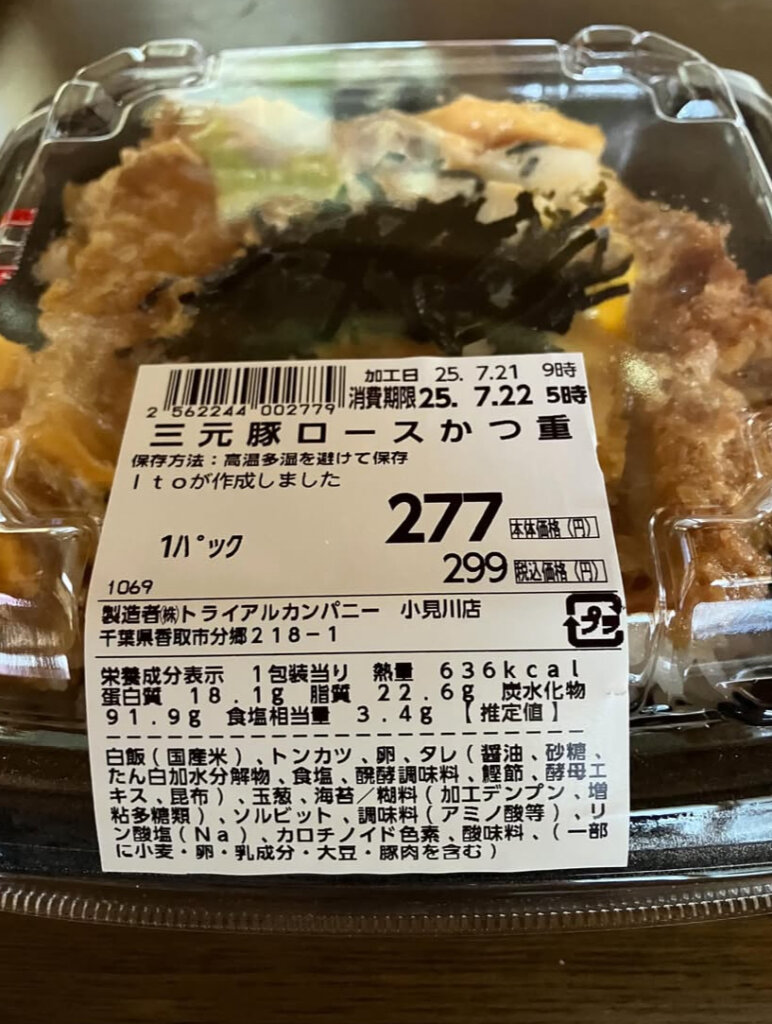 加工日 25. 7.21 9時
消費期限25. 7.22 5時
2 562244 002779
三元豚ロースかつ重
保存方法：高温多湿を避けて保存
Itoが作成しました
277 本体価格(円)
1パック
299 税込価格(円)
1069
製造者㈱トライアルカンパニー 小見川店
千葉県香取市分郷218-1
プラ
栄養成分表示 1包装当り 熱量 636kcal
蛋白質 18.1g 脂質 22.6g 炭水化物
91.9g 食塩相当量 3.4g 【推定値】
白飯(国産米)、トンカツ、卵、タレ(醤油、砂糖、
たん白加水分解物、食塩、醗酵調味料、鰹節、酵母エ
キス、昆布)、玉葱、海苔/糊料(加工デンプン、増
粘多糖類)、ソルビット、調味料(アミノ酸等)、リ
ン酸塩(Na)、カロチノイド色素、酸味料、(一部
に小麦・卵・乳成分・大豆・豚肉を含む)